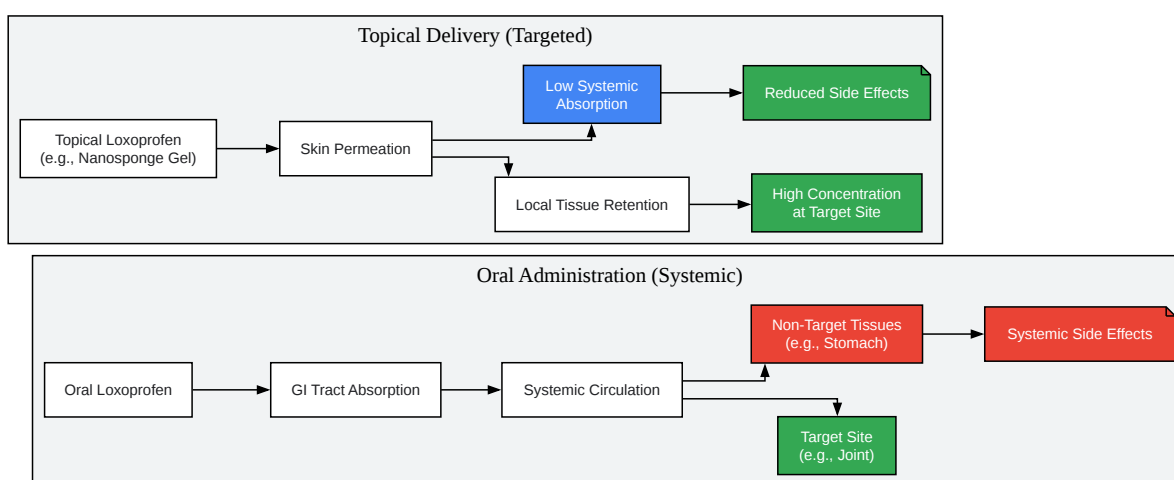 Topical Delivery (Targeted)
Low Systemic
Absorption
Reduced Side Effects
Topical Loxoprofen
(e.g., Nanosponge Gel)
Skin Permeation
Local Tissue Retention
High Concentration
at Target Site
Oral Administration (Systemic)
Non-Target Tissues
(e.g., Stomach)
Systemic Side Effects
Oral Loxoprofen
GI Tract Absorption
Systemic Circulation
Target Site
(e.g., Joint)